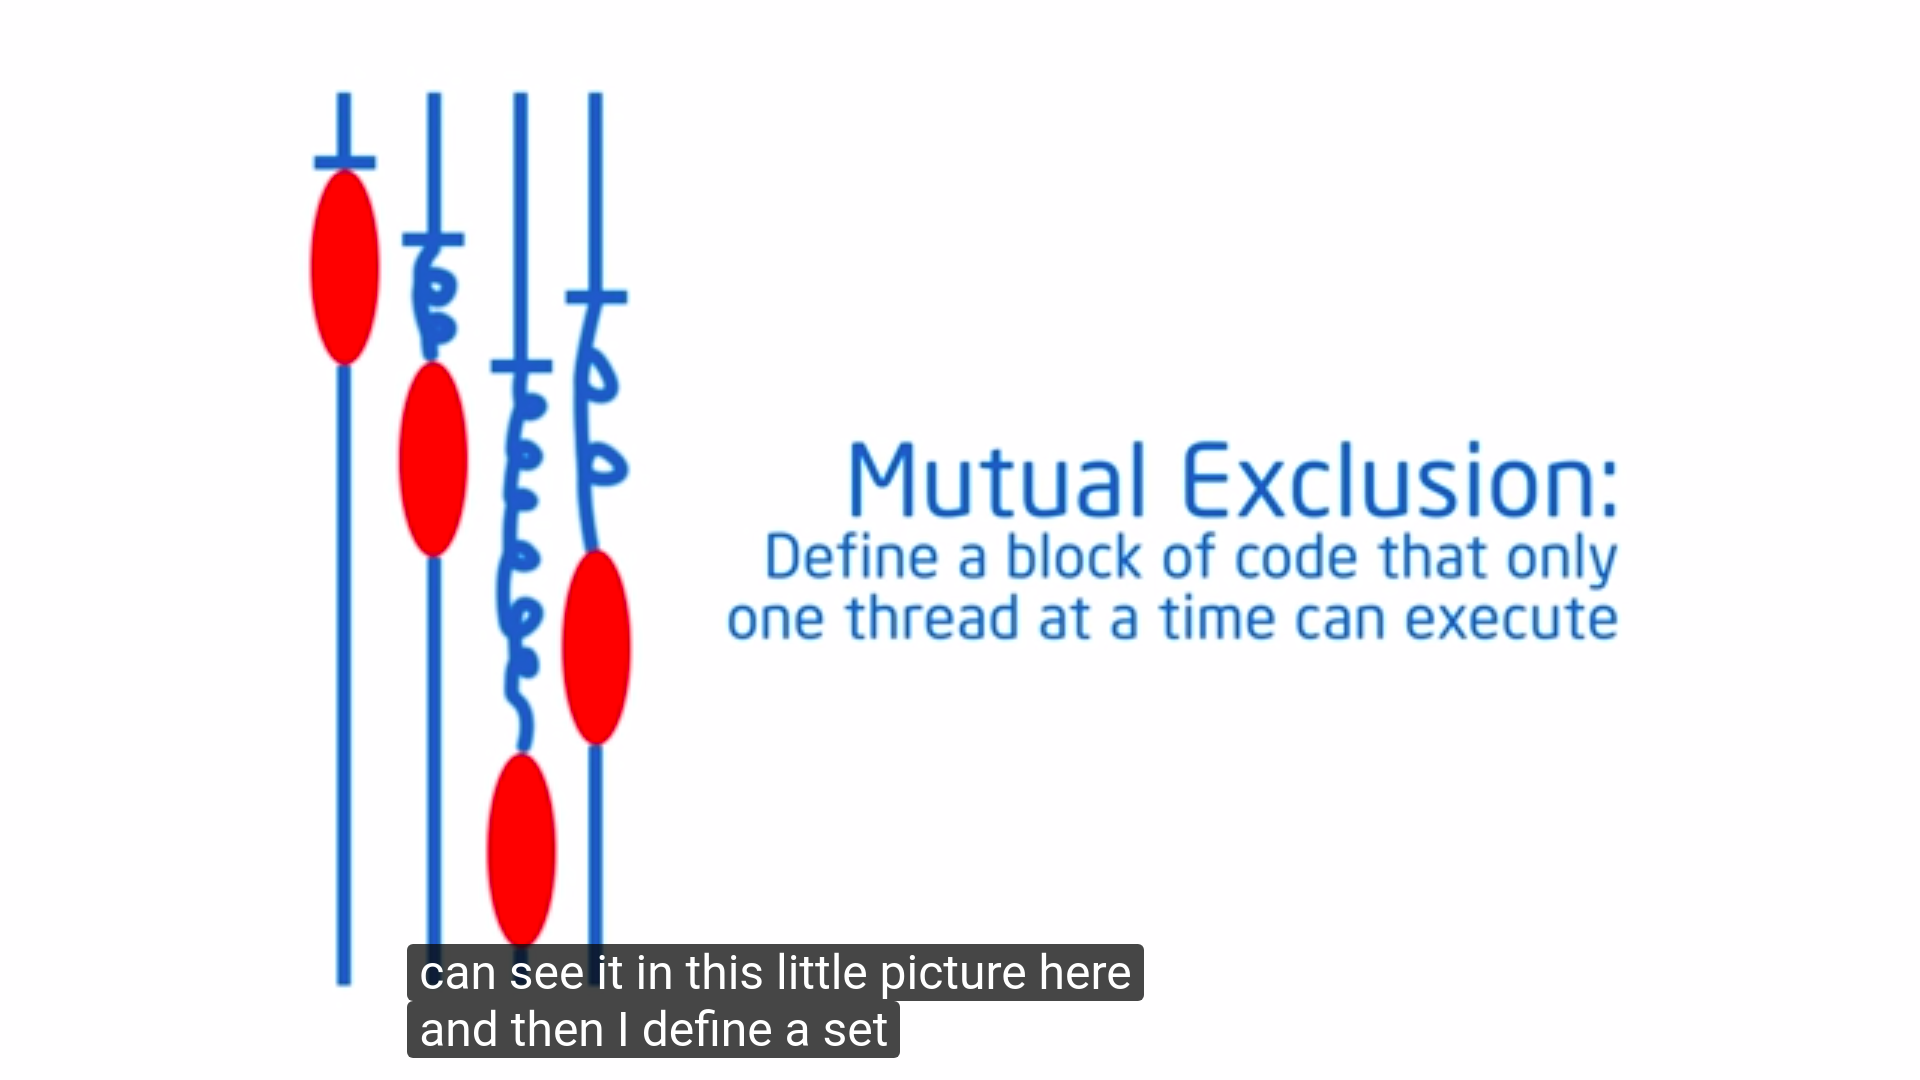 Mutual Exclusion:
Define a block of code that only
one thread at a time can execute
can see it in this little picture here
and then I define a set